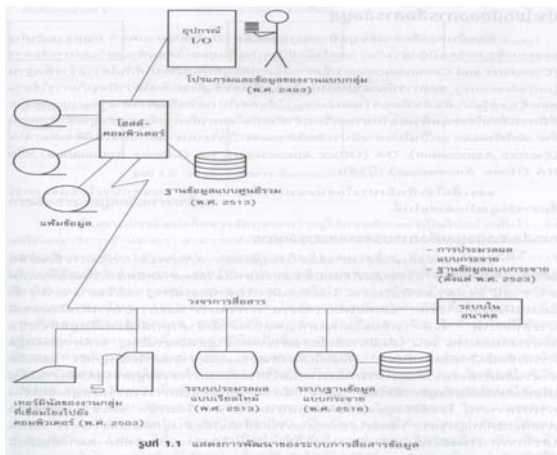 อุปกรณ์
I/O
โปรแกรมและข้อมูลของงานแบบกลุ่ม
(พ.ศ. 2493)
โฮสต์-
คอมพิวเตอร์
ฐานข้อมูลแบบศูนย์รวม
(พ.ศ. 2513)
แฟ้มข้อมูล
- การประมวลผล
แบบกระจาย
- ฐานข้อมูลแบบกระจาย
(ตั้งแต่ พ.ศ. 2523)
วงจรการสื่อสาร
ระบบใน
อนาคต
เทอร์มินัลของงานกลุ่ม
ที่เชื่อมโยงไปยัง
คอมพิวเตอร์ (พ.ศ. 2503)
ระบบประมวลผล
แบบเรียลไทม์
(พ.ศ. 2513)
ระบบฐานข้อมูล
แบบกระจาย
(พ.ศ. 2516)
รูปที่ 1.1 แสดงการพัฒนาของระบบการสื่อสารข้อมูล